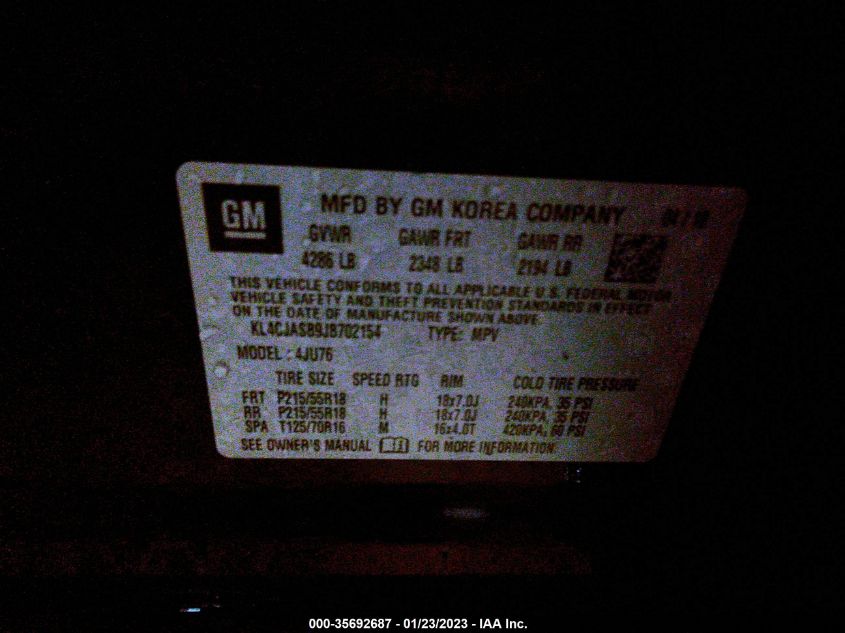 GM
MFD BY GM KOREA COMPANY 04 / 18
GVWR GAWR FRT GAWR RR
4286 LB 2348 LB 2194 LB
THIS VEHICLE CONFORMS TO ALL APPLICABLE U.S. FEDERAL MOTOR
VEHICLE SAFETY AND THEFT PREVENTION STANDARDS IN EFFECT
ON THE DATE OF MANUFACTURE SHOWN ABOVE.
TYPE: MPV
MODEL : 4JU76
TIRE SIZE SPEED RTG RIM COLD TIRE PRESSURE
FRT P215/55R18 H 18x7.0J 240KPA, 35 PSI
RR P215/55R18 H 18x7.0J 240KPA, 35 PSI
SPA T125/70R16 M 16x4.0T 420KPA, 60 PSI
SEE OWNER'S MANUAL FOR MORE INFORMATION.
000-35692687 - 01/23/2023 - IAA Inc.